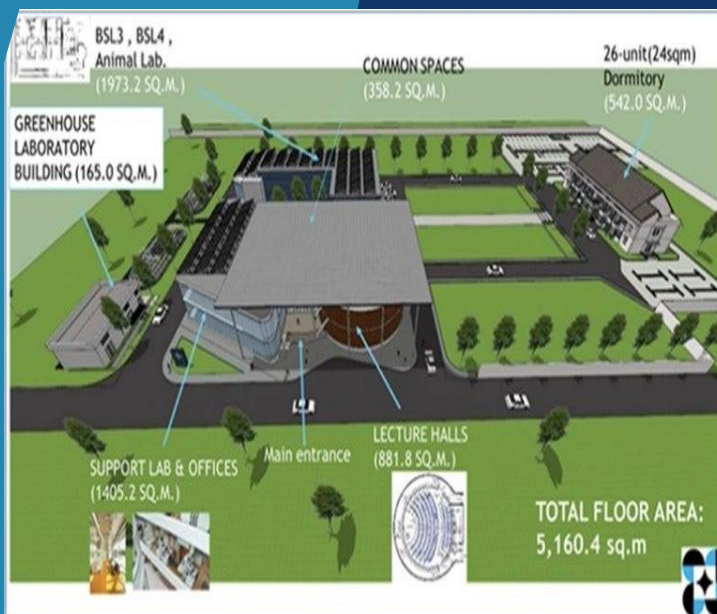 BSL3 , BSL4 ,
Animal Lab.
(1973.2 SQ.M.)
COMMON SPACES
(358.2 SQ.M.)
26-unit(24sqm)
Dormitory
(542.0 SQ.M.)
GREENHOUSE
LABORATORY
BUILDING (165.0 SQ.M.)
SUPPORT LAB & OFFICES
(1405.2 SQ.M.)
Main entrance
LECTURE HALLS
(881.8 SQ.M.)
TOTAL FLOOR AREA:
5,160.4 sq.m